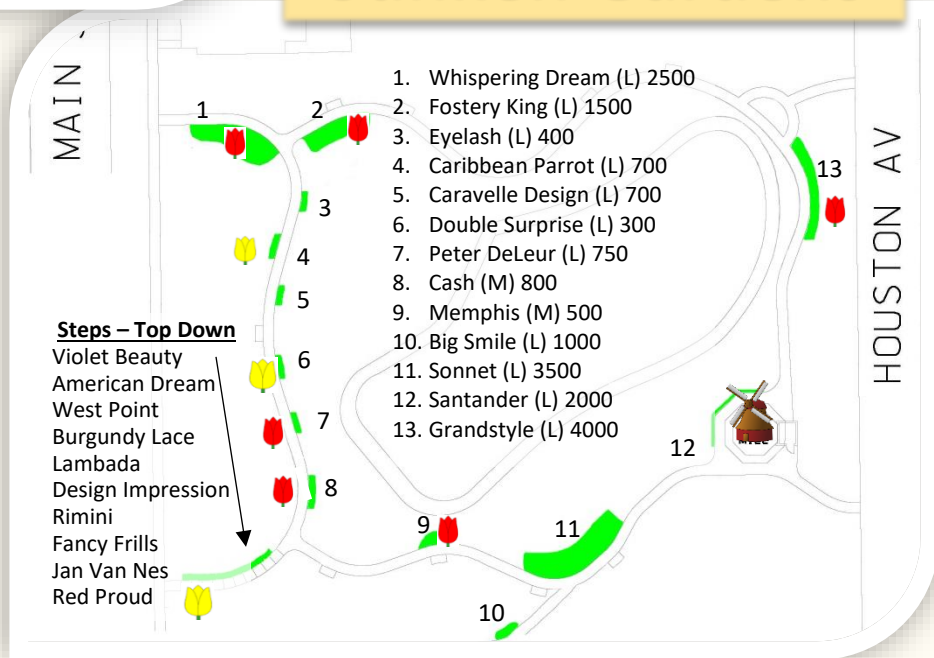 MAIN
HOUSTON AV
1. Whispering Dream (L) 2500
2. Fostery King (L) 1500
3. Eyelash (L) 400
4. Caribbean Parrot (L) 700
5. Caravelle Design (L) 700
6. Double Surprise (L) 300
7. Peter DeLeur (L) 750
8. Cash (M) 800
9. Memphis (M) 500
10. Big Smile (L) 1000
11. Sonnet (L) 3500
12. Santander (L) 2000
13. Grandstyle (L) 4000
1
2
3
4
5
6
7
8
9
10
11
12
13
Steps – Top Down
Violet Beauty
American Dream
West Point
Burgundy Lace
Lambada
Design Impression
Rimini
Fancy Frills
Jan Van Nes
Red Proud